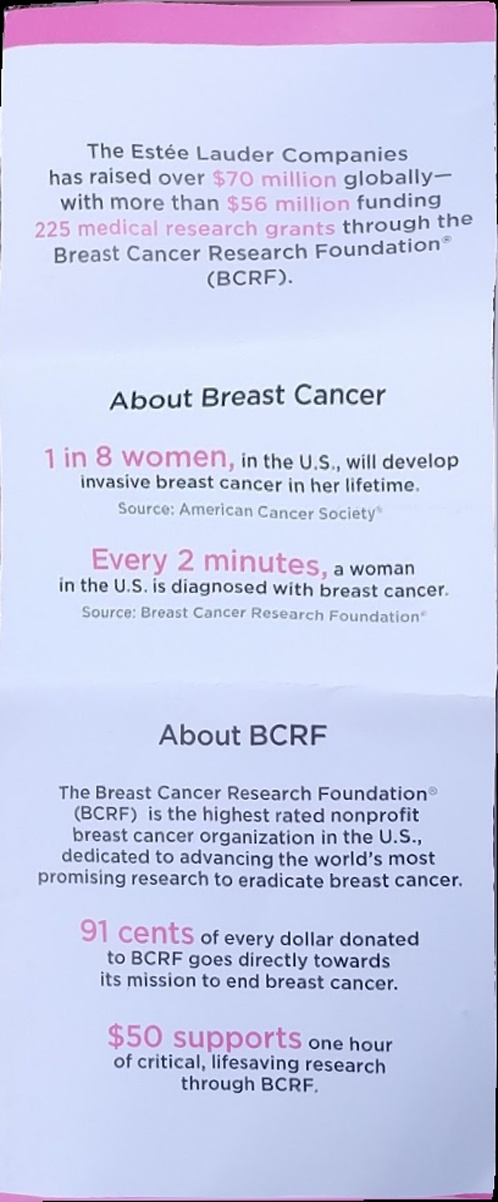 The Estée Lauder Companies
has raised over $70 million globally—
with more than $56 million funding
225 medical research grants through the
Breast Cancer Research Foundation®
(BCRF).
About Breast Cancer
1 in 8 women, in the U.S., will develop
invasive breast cancer in her lifetime.
Source: American Cancer Society®
Every 2 minutes, a woman
in the U.S. is diagnosed with breast cancer.
Source: Breast Cancer Research Foundation®
About BCRF
The Breast Cancer Research Foundation®
(BCRF) is the highest rated nonprofit
breast cancer organization in the U.S.,
dedicated to advancing the world's most
promising research to eradicate breast cancer.
91 cents of every dollar donated
to BCRF goes directly towards
its mission to end breast cancer.
$50 supports one hour
of critical, lifesaving research
through BCRF.